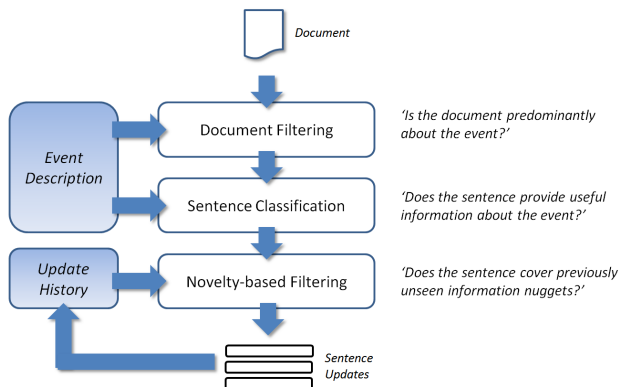 Document
Document Filtering
‘Is the document predominantly
about the event?’
Event
Description
Sentence Classification
‘Does the sentence provide useful
information about the event?’
Update
History
Novelty-based Filtering
‘Does the sentence cover previously
unseen information nuggets?’
Sentence
Updates